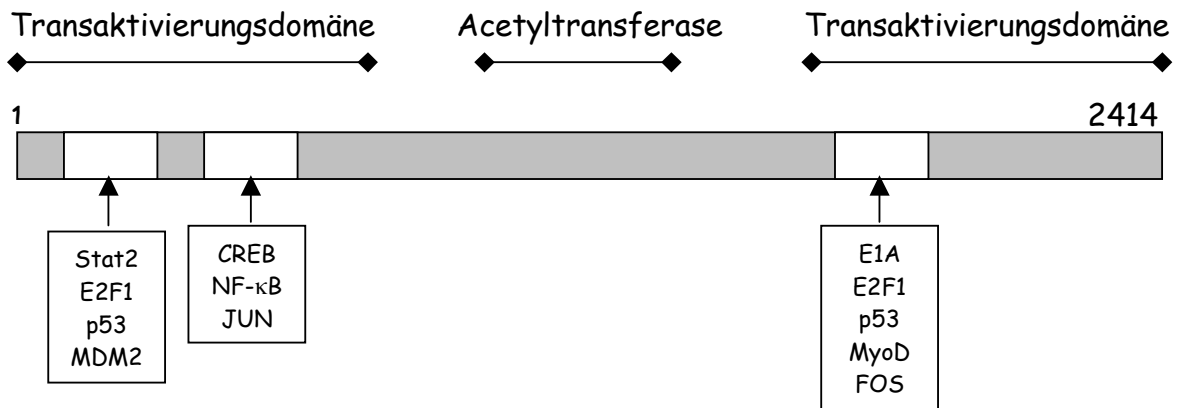 Transaktivierungsdomäne Acetyltransferase Transaktivierungsdomäne
1 2414
Stat2
E2F1
p53
MDM2
CREB
NF-κB
JUN
E1A
E2F1
p53
MyoD
FOS